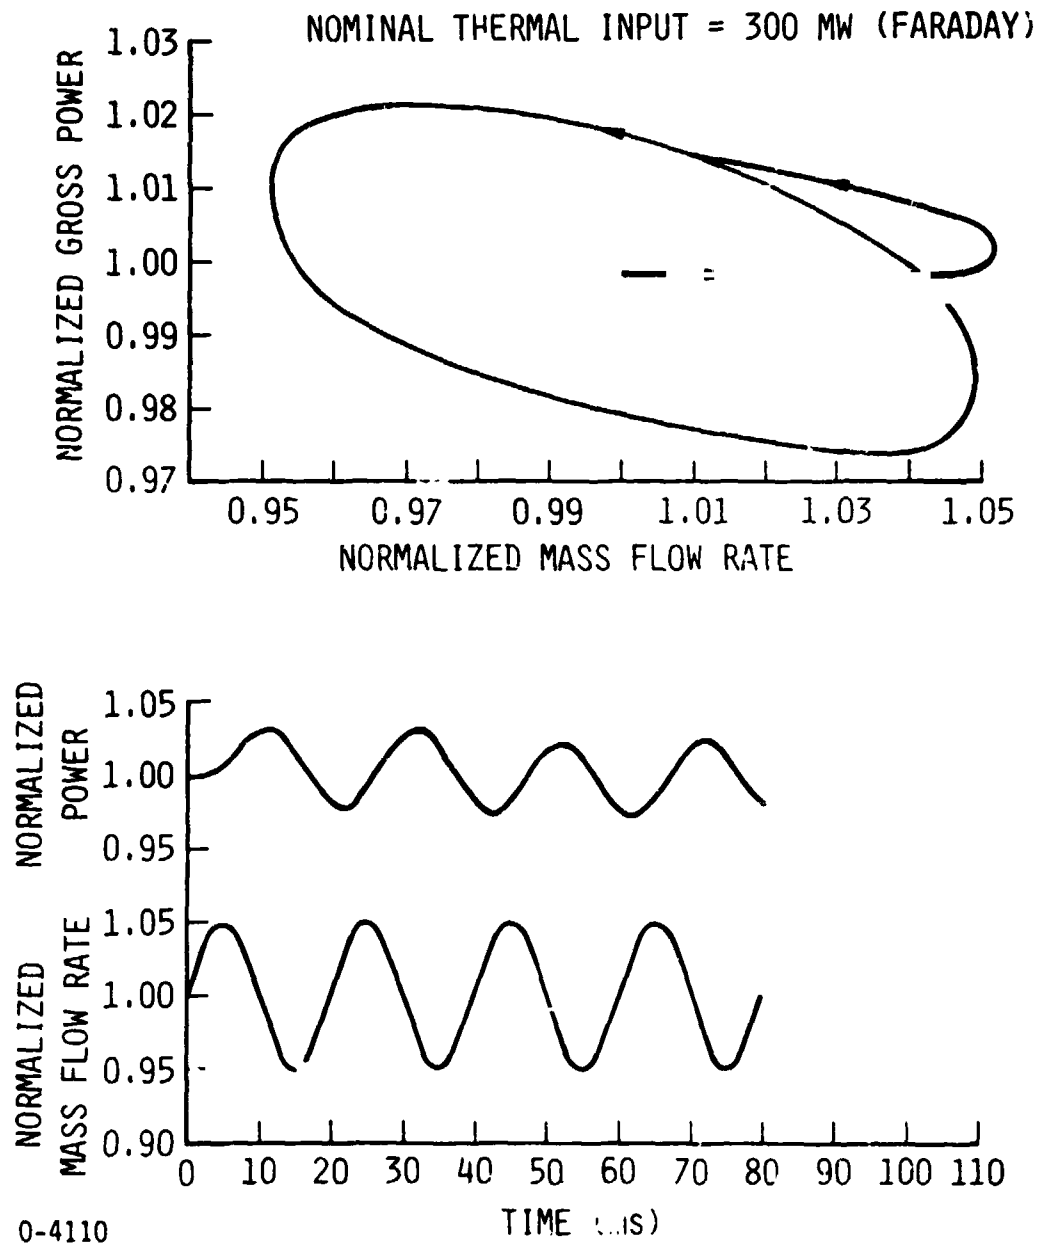 NOMINAL THERMAL INPUT = 300 MW (FARADAY)
NORMALIZED GROSS POWER
1.03
1.02
1.01
1.00
0.99
0.98
0.97
0.95 0.97 0.99 1.01 1.03 1.05
NORMALIZED MASS FLOW RATE
NORMALIZED
POWER
1.05
1.00
0.95
NORMALIZED
MASS FLOW RATE
1.05
1.00
0.95
0.90
0 10 20 30 40 50 60 70 80 90 100 110
TIME
0-4110